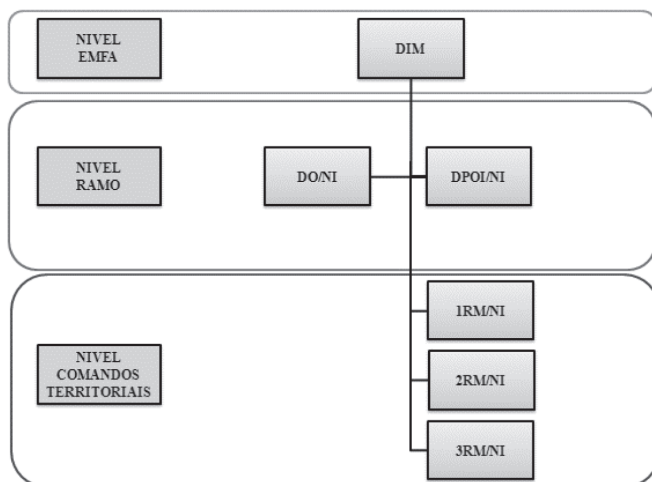 NIVEL
EMFA
DIM
NIVEL
RAMO
DO/NI
DPOI/NI
1RM/NI
NIVEL
COMANDOS
TERRITORIAIS
2RM/NI
3RM/NI